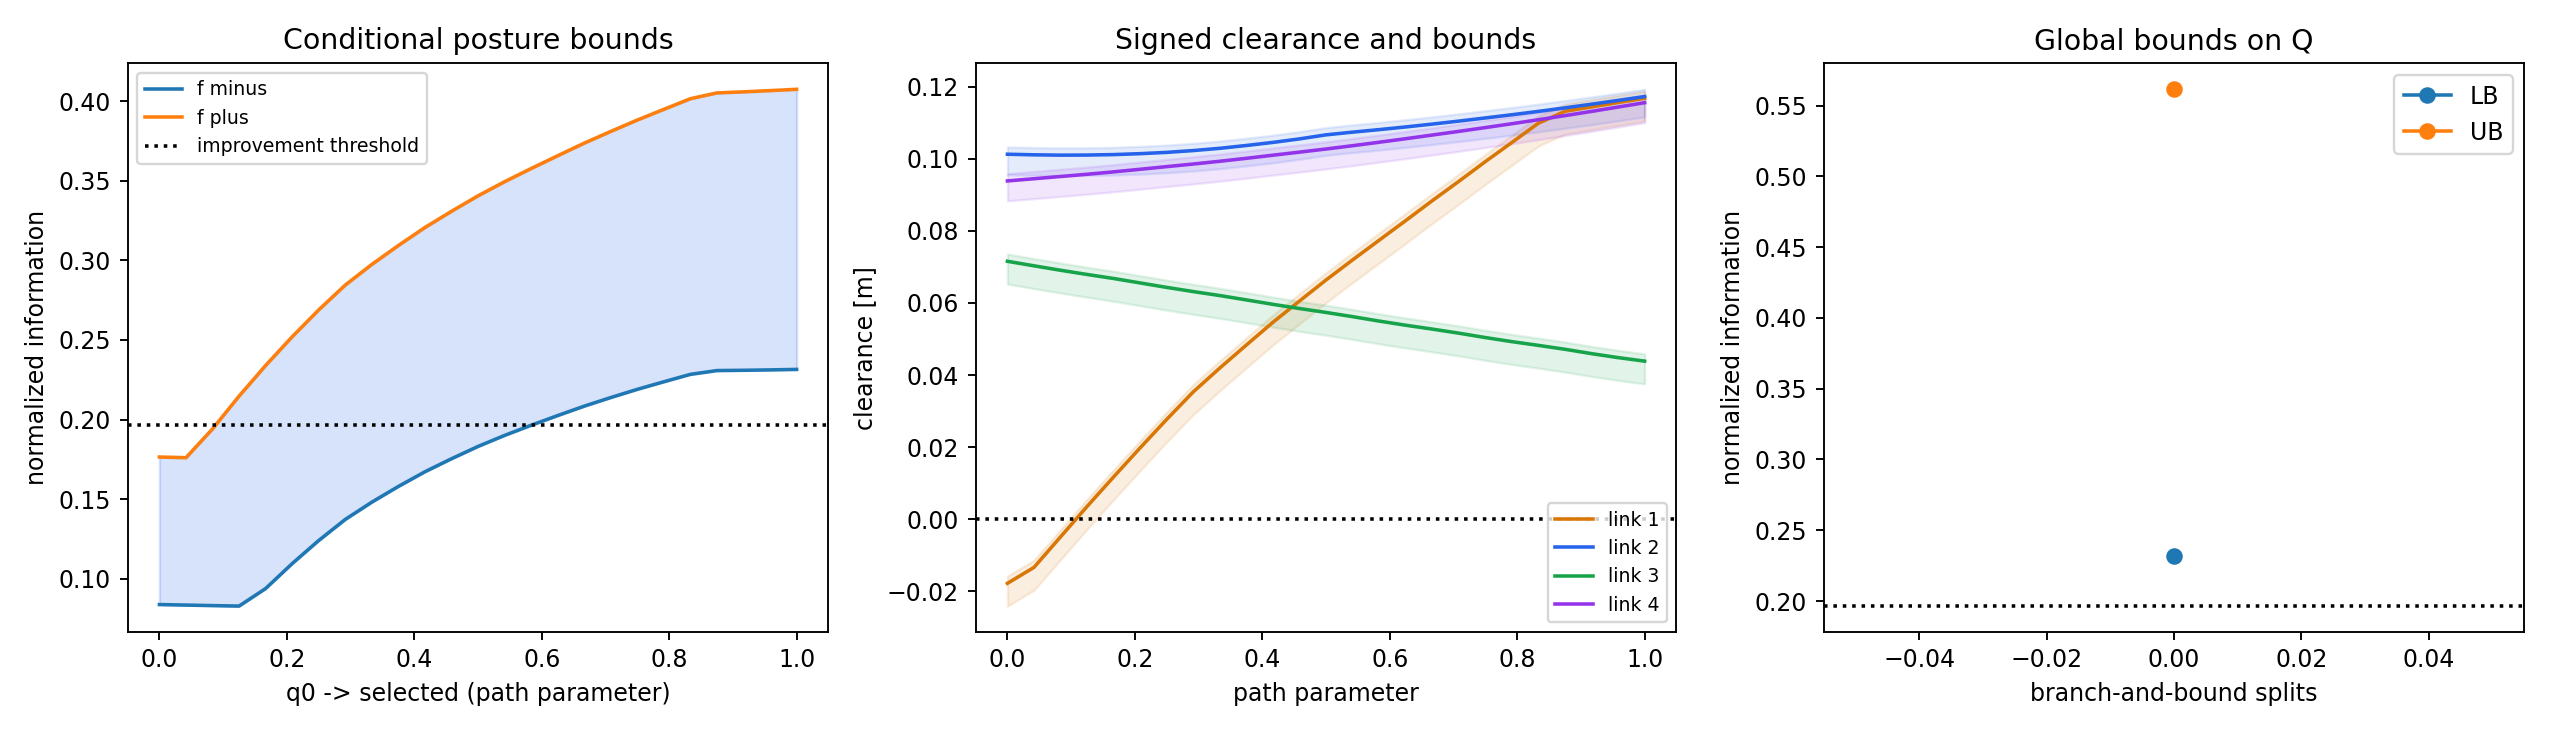 Conditional posture bounds
f minus
f plus
improvement threshold
0.40
0.35
0.30
0.25
0.20
0.15
0.10
normalized information
0.0 0.2 0.4 0.6 0.8 1.0
q0 -> selected (path parameter)
Signed clearance and bounds
0.12
0.10
0.08
0.06
0.04
0.02
0.00
−0.02
clearance [m]
link 1
link 2
link 3
link 4
0.0 0.2 0.4 0.6 0.8 1.0
path parameter
Global bounds on Q
LB
UB
0.55
0.50
0.45
0.40
0.35
0.30
0.25
0.20
normalized information
−0.04 −0.02 0.00 0.02 0.04
branch-and-bound splits